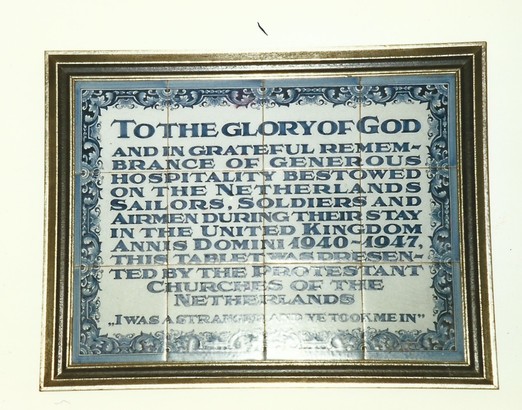 TO THE GLORY OF GOD
AND IN GRATEFUL REMEM-
BRANCE OF GENEROUS
HOSPITALITY BESTOWED
ON THE NETHERLANDS
SAILORS, SOLDIERS AND
AIRMEN DURING THEIR STAY
IN THE UNITED KINGDOM
ANNIS DOMINI 1940-1947,
THIS TABLET WAS PRESEN-
TED BY THE PROTESTANT
CHURCHES OF THE
NETHERLANDS
„I WAS A STRANGER AND YE TOOK ME IN”